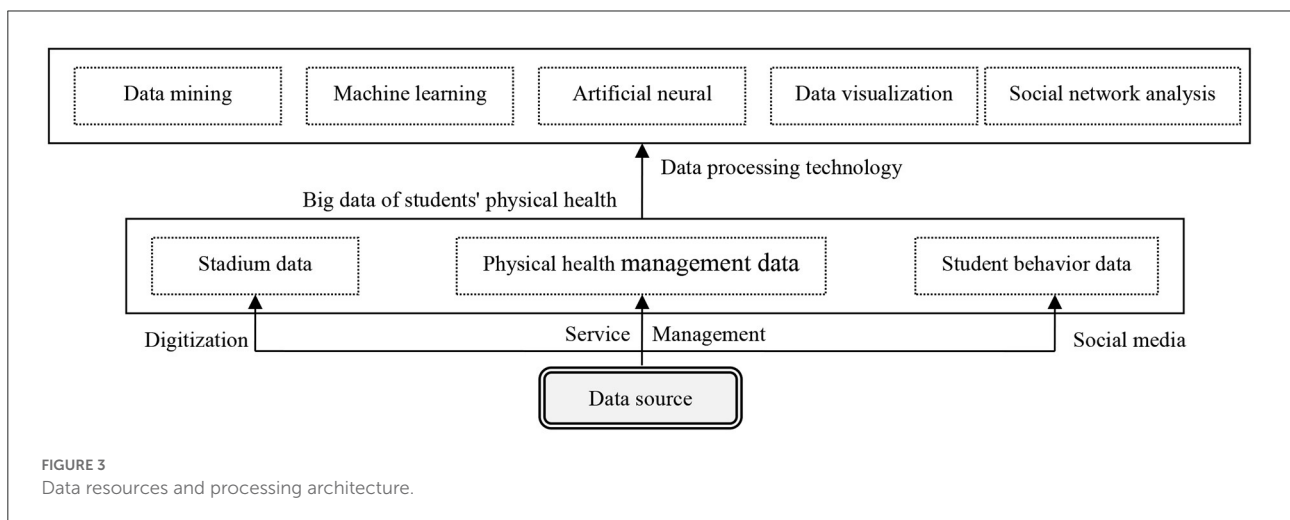 Data mining
Machine learning
Artificial neural
Data visualization
Social network analysis
Data processing technology
Big data of students' physical health
Stadium data
Physical health management data
Student behavior data
Digitization
Service
Management
Social media
Data source
FIGURE 3
Data resources and processing architecture.